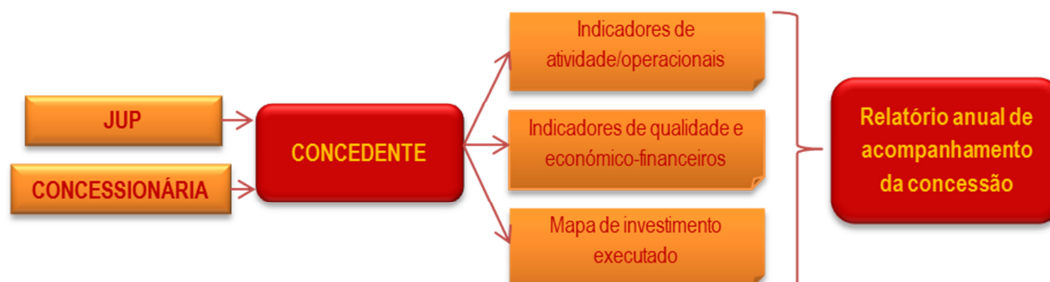 JUP
CONCESSIONÁRIA
CONCEDENTE
Indicadores de
atividade/operacionais
Indicadores de qualidade e
económico-financeiros
Mapa de investimento
executado
Relatório anual de
acompanhamento
da concessão